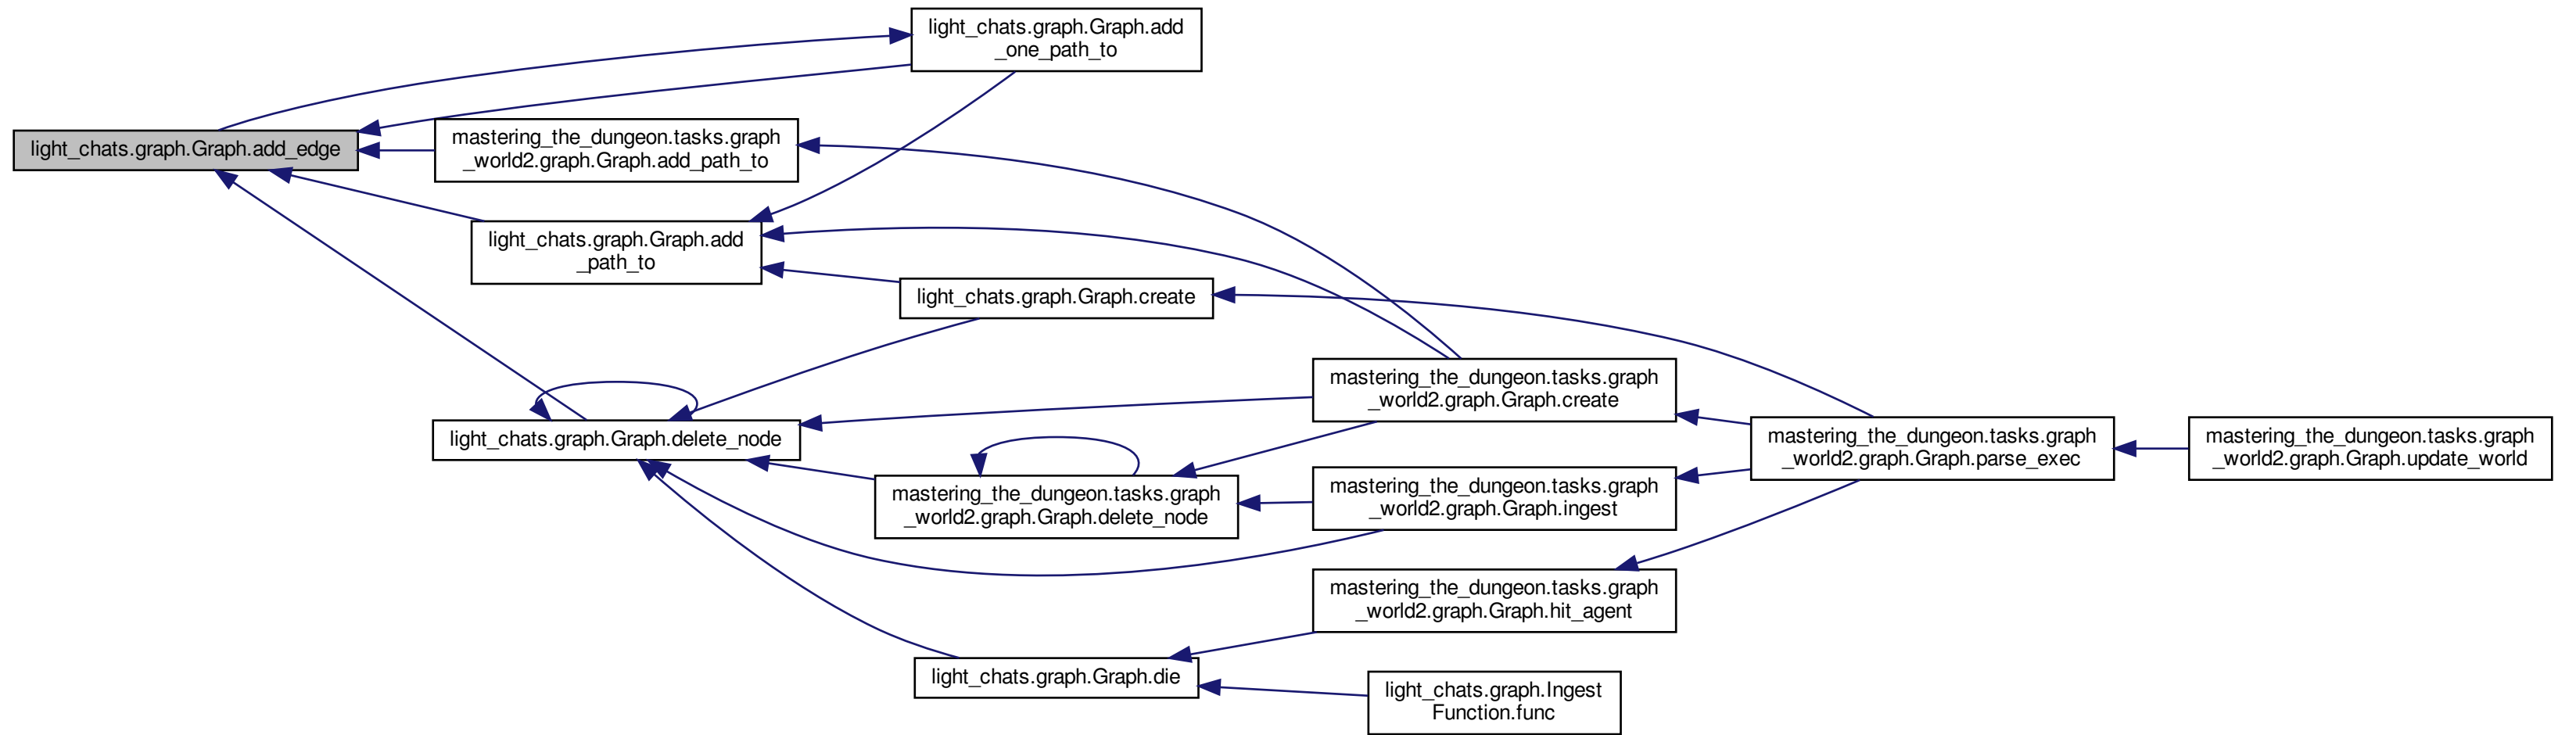 light_chats.graph.Graph.add
_one_path_to
light_chats.graph.Graph.add_edge
mastering_the_dungeon.tasks.graph
_world2.graph.Graph.add_path_to
light_chats.graph.Graph.add
_path_to
light_chats.graph.Graph.create
mastering_the_dungeon.tasks.graph
_world2.graph.Graph.create
light_chats.graph.Graph.delete_node
mastering_the_dungeon.tasks.graph
_world2.graph.Graph.parse_exec
mastering_the_dungeon.tasks.graph
_world2.graph.Graph.update_world
mastering_the_dungeon.tasks.graph
_world2.graph.Graph.delete_node
mastering_the_dungeon.tasks.graph
_world2.graph.Graph.ingest
mastering_the_dungeon.tasks.graph
_world2.graph.Graph.hit_agent
light_chats.graph.Graph.die
light_chats.graph.Ingest
Function.func